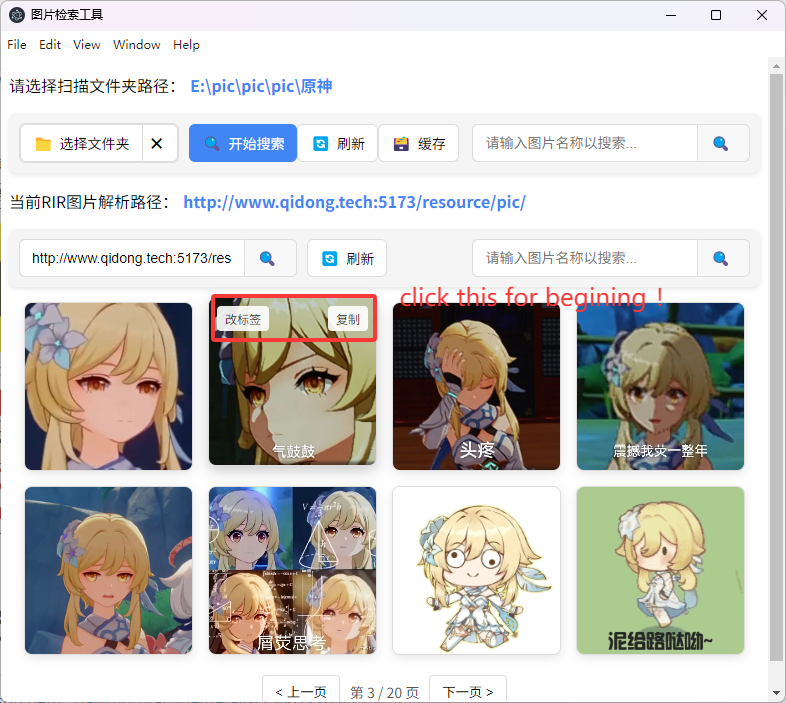 图片检索工具
File Edit View Window Help
请选择扫描文件夹路径： E:\pic\pic\pic\原神
选择文件夹 ✕ 开始搜索 刷新 缓存 请输入图片名称以搜索...
当前RIR图片解析路径： http://www.qidong.tech:5173/resource/pic/
http://www.qidong.tech:5173/res 刷新 请输入图片名称以搜索...
click this for begining！
改标签 复制
气鼓鼓
头疼
震撼我荧一整年
V=
屑荧思考
泥给路哒呦~
< 上一页 第 3 / 20 页 下一页 >